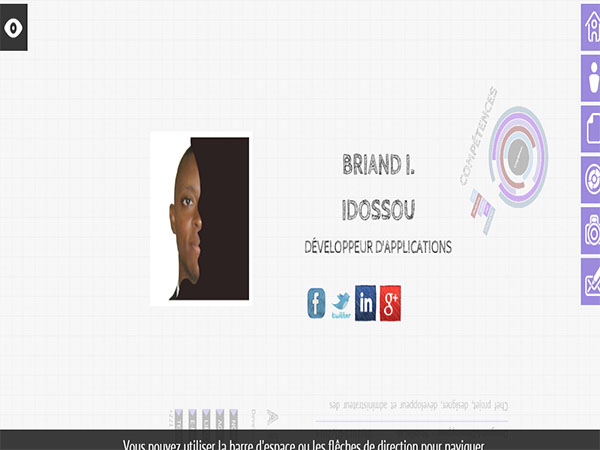 COMPÉTENCES
BRIAND I.
IDOSSOU
DÉVELOPPEUR D'APPLICATIONS
f
twitter
in
g+
Chef projet, designer, développeur et administrateur des
Vous pouvez utiliser la barre d'espace ou les flêches de direction pour naviguer